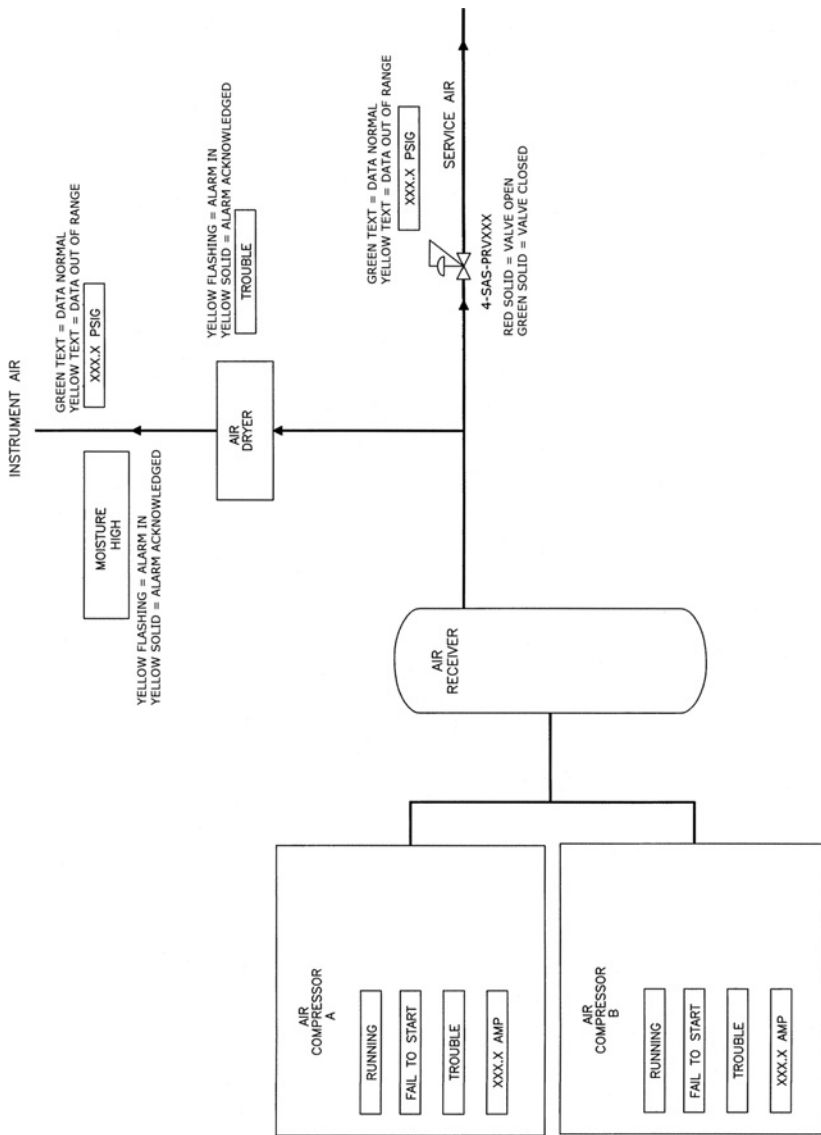 INSTRUMENT AIR
GREEN TEXT = DATA NORMAL
YELLOW TEXT = DATA OUT OF RANGE
XXX.X PSIG
MOISTURE
HIGH
YELLOW FLASHING = ALARM IN
YELLOW SOLID = ALARM ACKNOWLEDGED
AIR
DRYER
YELLOW FLASHING = ALARM IN
YELLOW SOLID = ALARM ACKNOWLEDGED
TROUBLE
GREEN TEXT = DATA NORMAL
YELLOW TEXT = DATA OUT OF RANGE
XXX.X PSIG
SERVICE AIR
4-SAS-PRVXXX
RED SOLID = VALVE OPEN
GREEN SOLID = VALVE CLOSED
AIR
RECEIVER
AIR
COMPRESSOR
A
RUNNING
FAIL TO START
TROUBLE
XXX.X AMP
AIR
COMPRESSOR
B
RUNNING
FAIL TO START
TROUBLE
XXX.X AMP